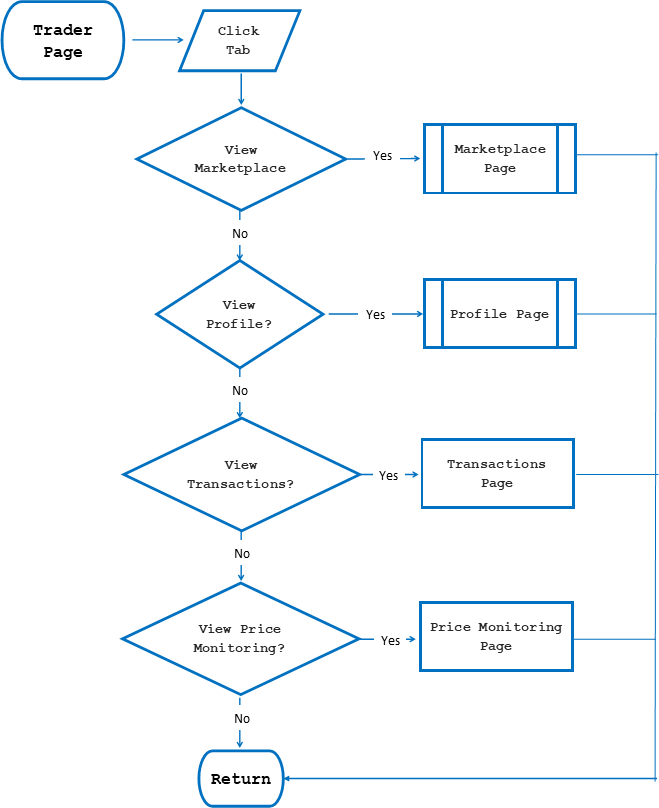 Trader
Page
Click
Tab
View
Marketplace
Yes
Marketplace
Page
No
View
Profile?
Yes
Profile Page
No
View
Transactions?
Yes
Transactions
Page
No
View Price
Monitoring?
Yes
Price Monitoring
Page
No
Return